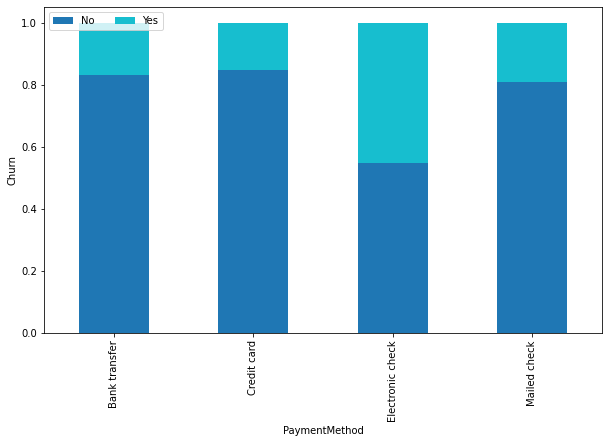 No Yes
1.0
0.8
0.6
0.4
0.2
0.0
Churn
Bank transfer
Credit card
Electronic check
Mailed check
PaymentMethod